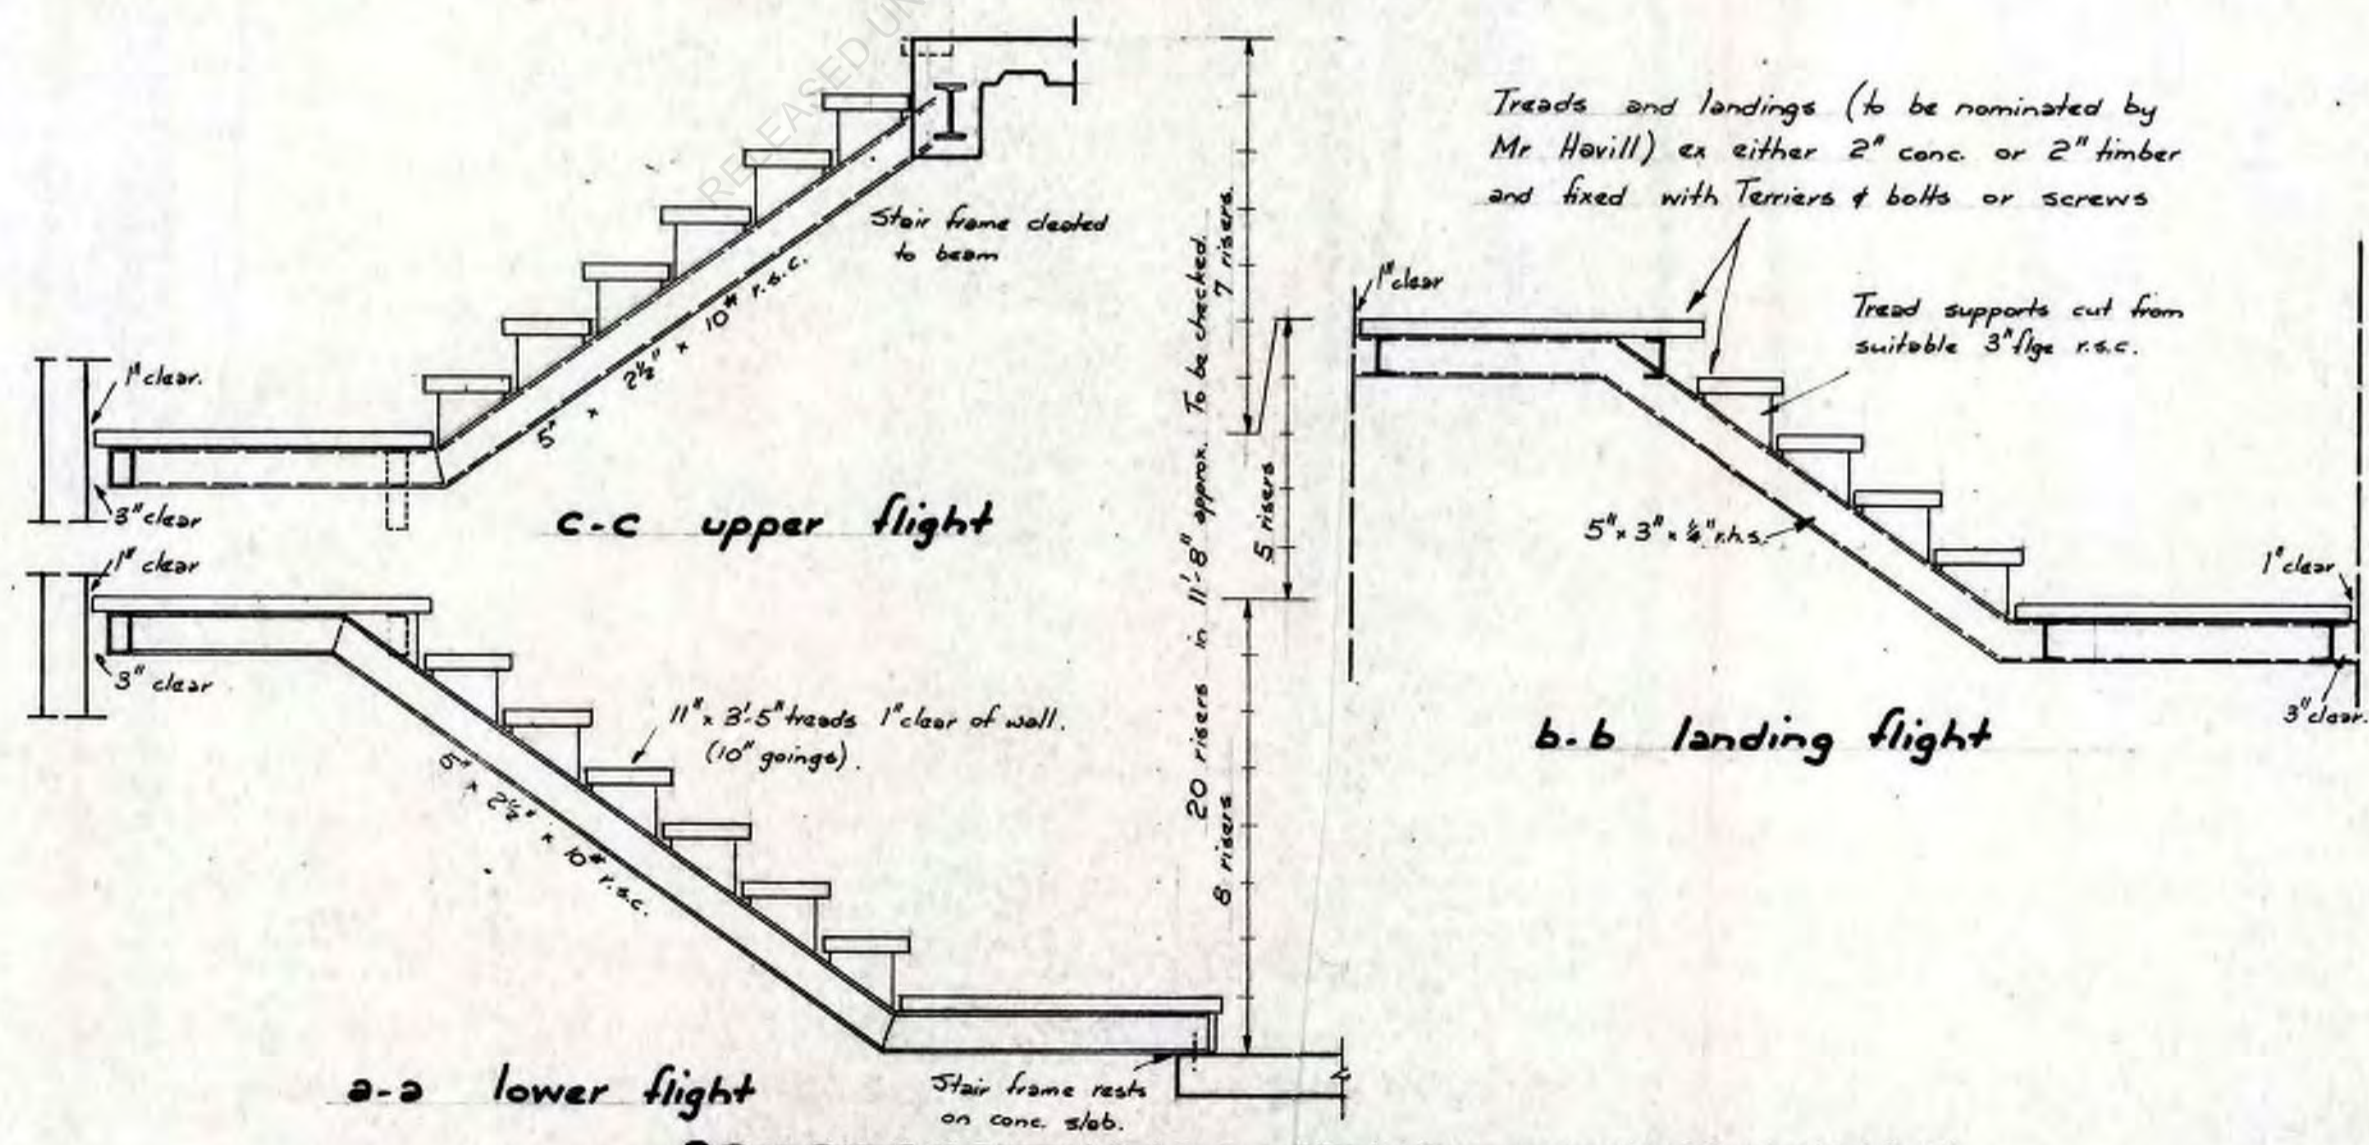 RELEASED UN
Treads and landings (to be nominated by
Mr Havill) ex either 2" conc. or 2" timber
and fixed with Terriers & bolts or screws
Stair frame cleated
to beam
5" x 2½" x 10# r.s.c.
1" clear.
3" clear
c-c upper flight
1" clear
Tread supports cut from
suitable 3" flge r.s.c.
5" x 3" x ¼" r.h.s.
1" clear
3" clear.
b-b landing flight
20 risers in 11'-8" approx. To be checked.
7 risers.
5 risers
8 risers
1" clear
3" clear
11" x 3'-5" treads 1" clear of wall.
(10" goings).
5" x 2½" x 10# r.s.c.
a-a lower flight
Stair frame rests
on conc. slab.